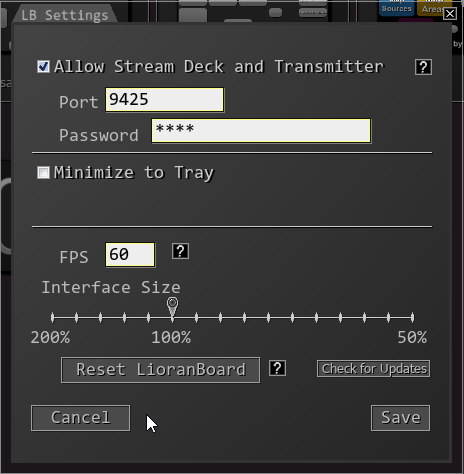 LB Settings
Sources
Area
Allow Stream Deck and Transmitter ?
Port 9425
Password ****
Minimize to Tray
FPS 60 ?
Interface Size
200% 100% 50%
Reset LioranBoard ? Check for Updates
Cancel Save